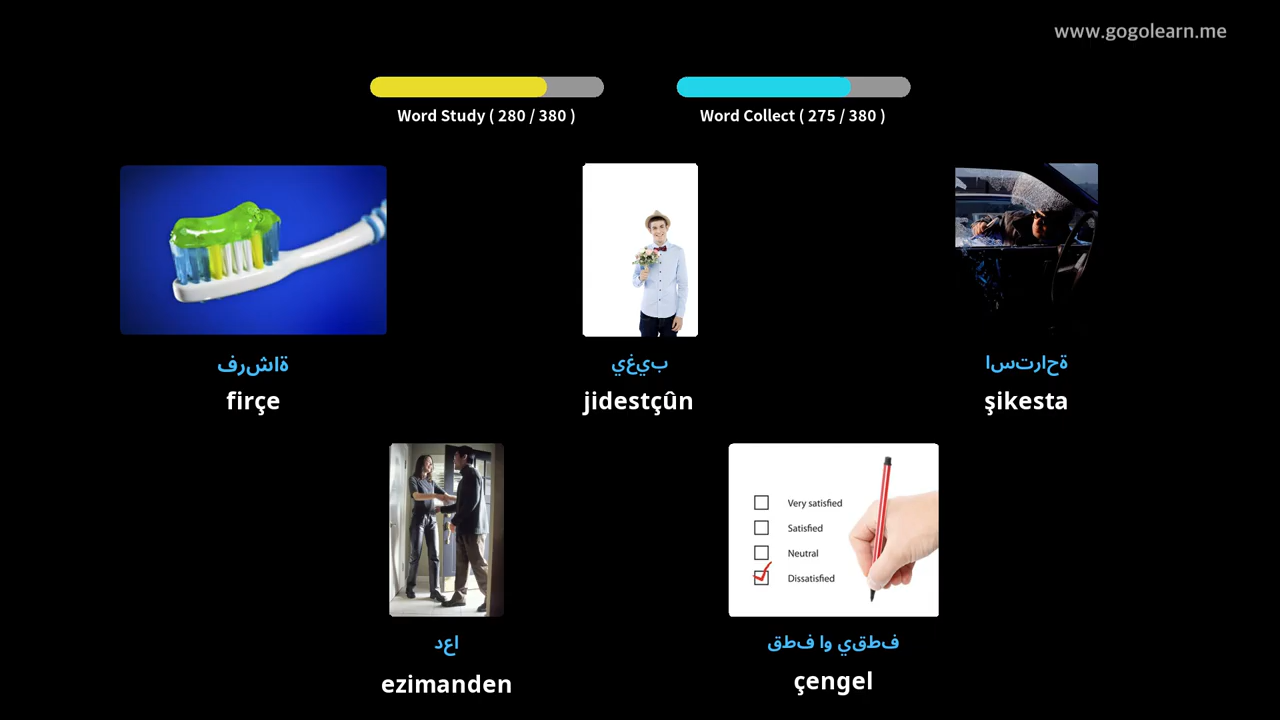 www.gogolearn.me
Word Study ( 280 / 380 )
Word Collect ( 275 / 380 )
ةاشرف
firçe
بيغي
jidestçûn
ةحارتسا
şikesta
Very satisfied
Satisfied
Neutral
Dissatisfied
اعد
ezimanden
فطقي وا فطق
çengel